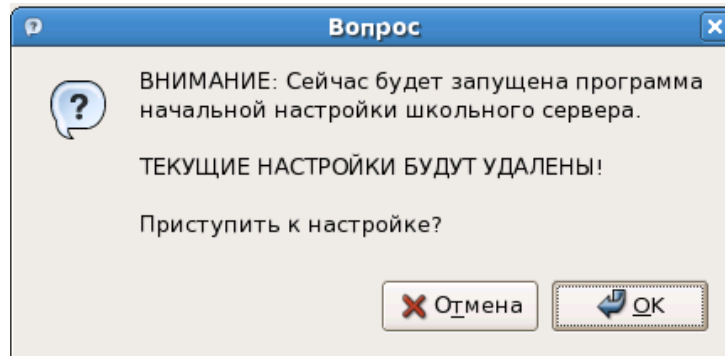 Вопрос
ВНИМАНИЕ: Сейчас будет запущена программа
начальной настройки школьного сервера.
ТЕКУЩИЕ НАСТРОЙКИ БУДУТ УДАЛЕНЫ!
Приступить к настройке?
Отмена
OK